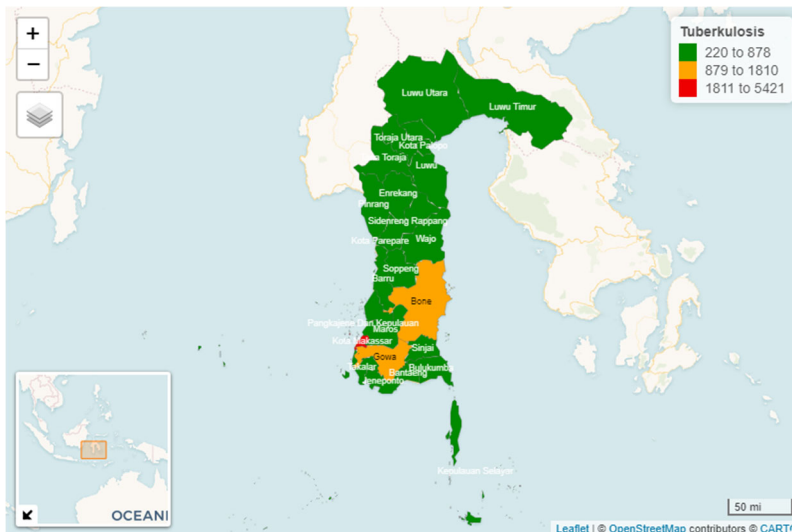 +
−
Tuberkulosis
220 to 878
879 to 1810
1811 to 5421
Luwu Utara
Luwu Timur
Toraja Utara
Kota Palopo
Toraja
Luwu
Enrekang
Pinrang
Sidenreng Rappang
Kota Parepare
Wajo
Soppeng
Barru
Bone
Pangkajene Dan Kepulauan
Maros
Kota Makassar
Sinjai
Gowa
Bulukumba
Bantaeng
Jeneponto
Kepulauan Selayar
OCEANI
50 mi
Leaflet | © OpenStreetMap contributors © CARTO